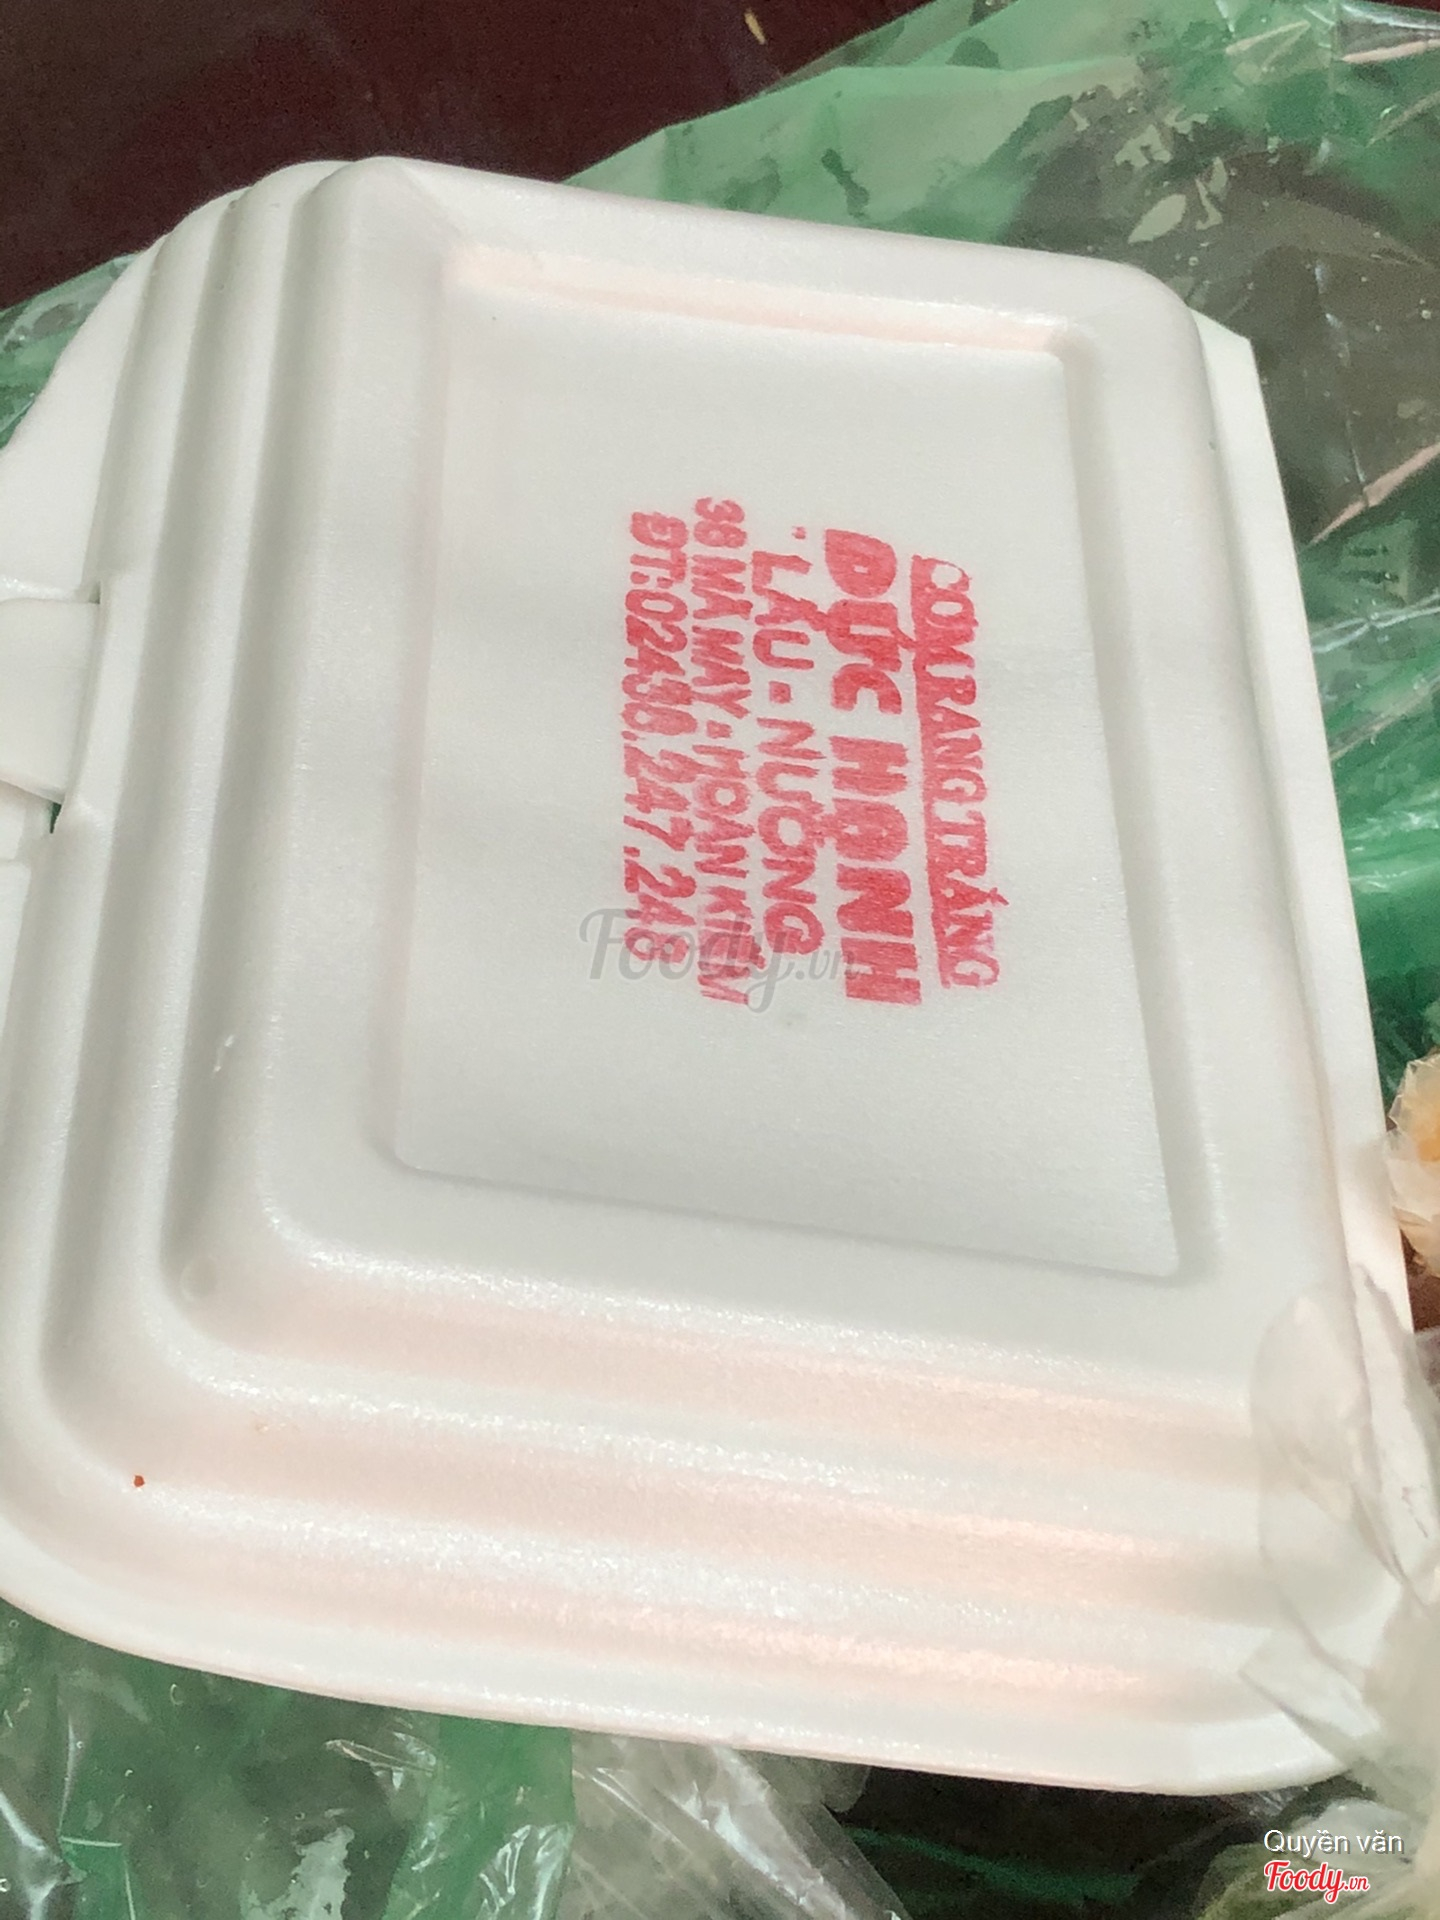 CƠM RANG TRẮNG
ĐỨC HẠNH
" LẨU - NƯỚNG
38 MÃ MÂY - HOÀN KIẾM
ĐT:02466.247.248
Foody.vn
Quyền văn
Foody.vn